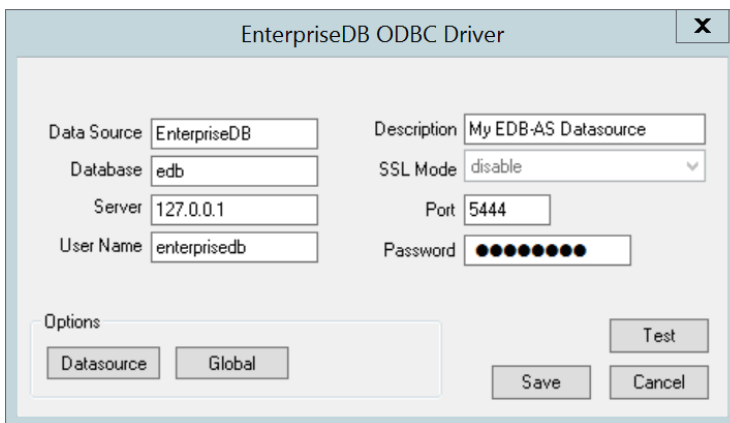 EnterpriseDB ODBC Driver
X
Data Source EnterpriseDB
Description My EDB-AS Datasource
Database edb
SSL Mode disable
Server 127.0.0.1
Port 5444
User Name enterprisedb
Password ●●●●●●●●
Options
Datasource Global
Test
Save Cancel